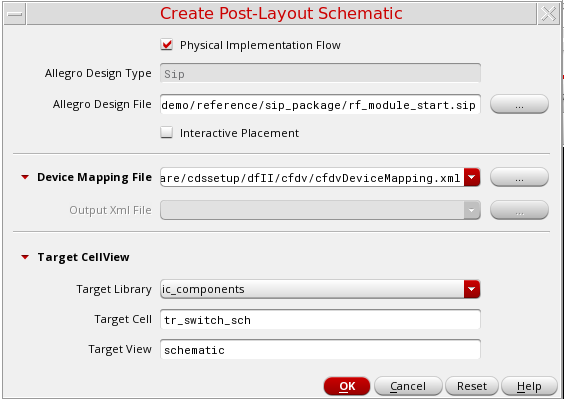 Create Post-Layout Schematic
Physical Implementation Flow
Allegro Design Type Sip
Allegro Design File demo/reference/sip_package/rf_module_start.sip ...
Interactive Placement
Device Mapping File are/cdssetup/dfII/cfdv/cfdvDeviceMapping.xml ...
Output Xml File ...
Target CellView
Target Library ic_components
Target Cell tr_switch_sch
Target View schematic
OK Cancel Reset Help